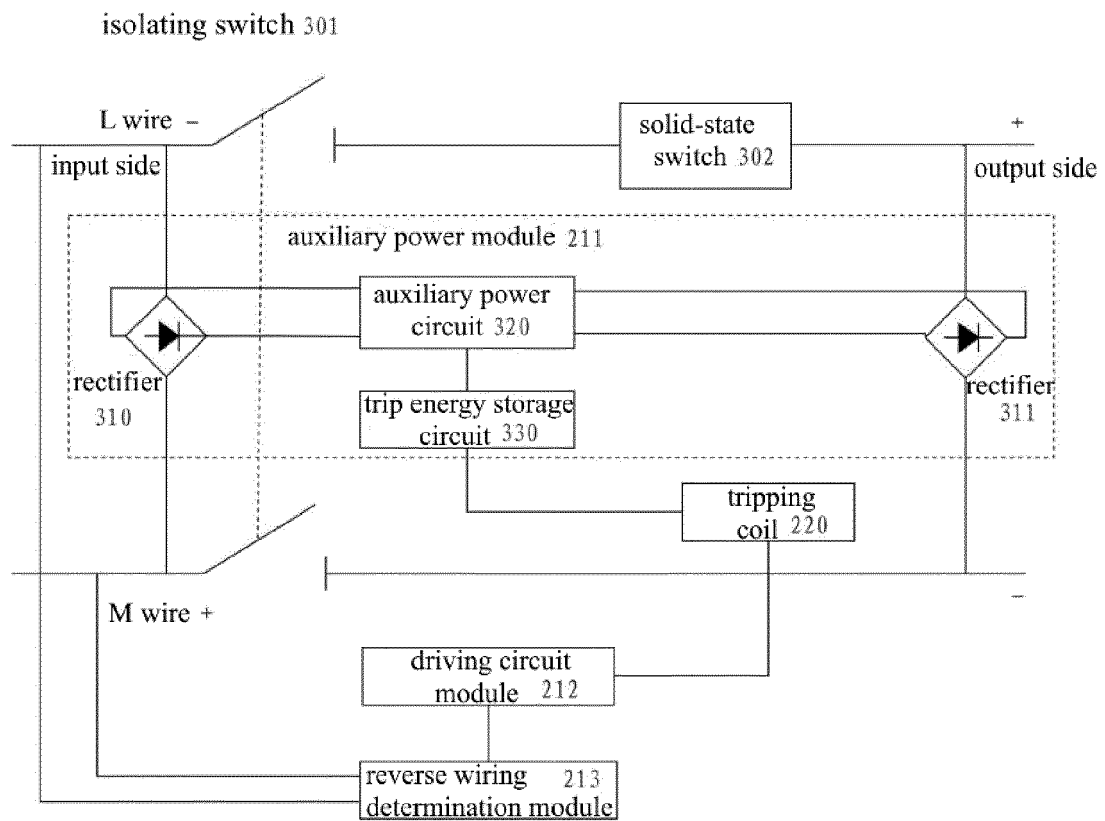 isolating switch 301
L wire −
input side
solid-state
switch 302
+
output side
auxiliary power module 211
auxiliary power
circuit 320
rectifier
310
trip energy storage
circuit 330
rectifier
311
tripping
coil 220
M wire +
−
driving circuit
module 212
reverse wiring 213
determination module